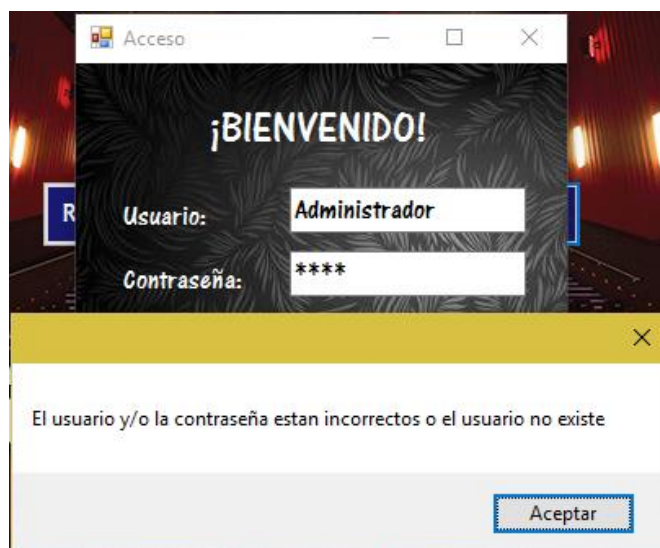 Acceso
¡BIENVENIDO!
R
Usuario:
Administrador
Contraseña:
****
El usuario y/o la contraseña estan incorrectos o el usuario no existe
Aceptar